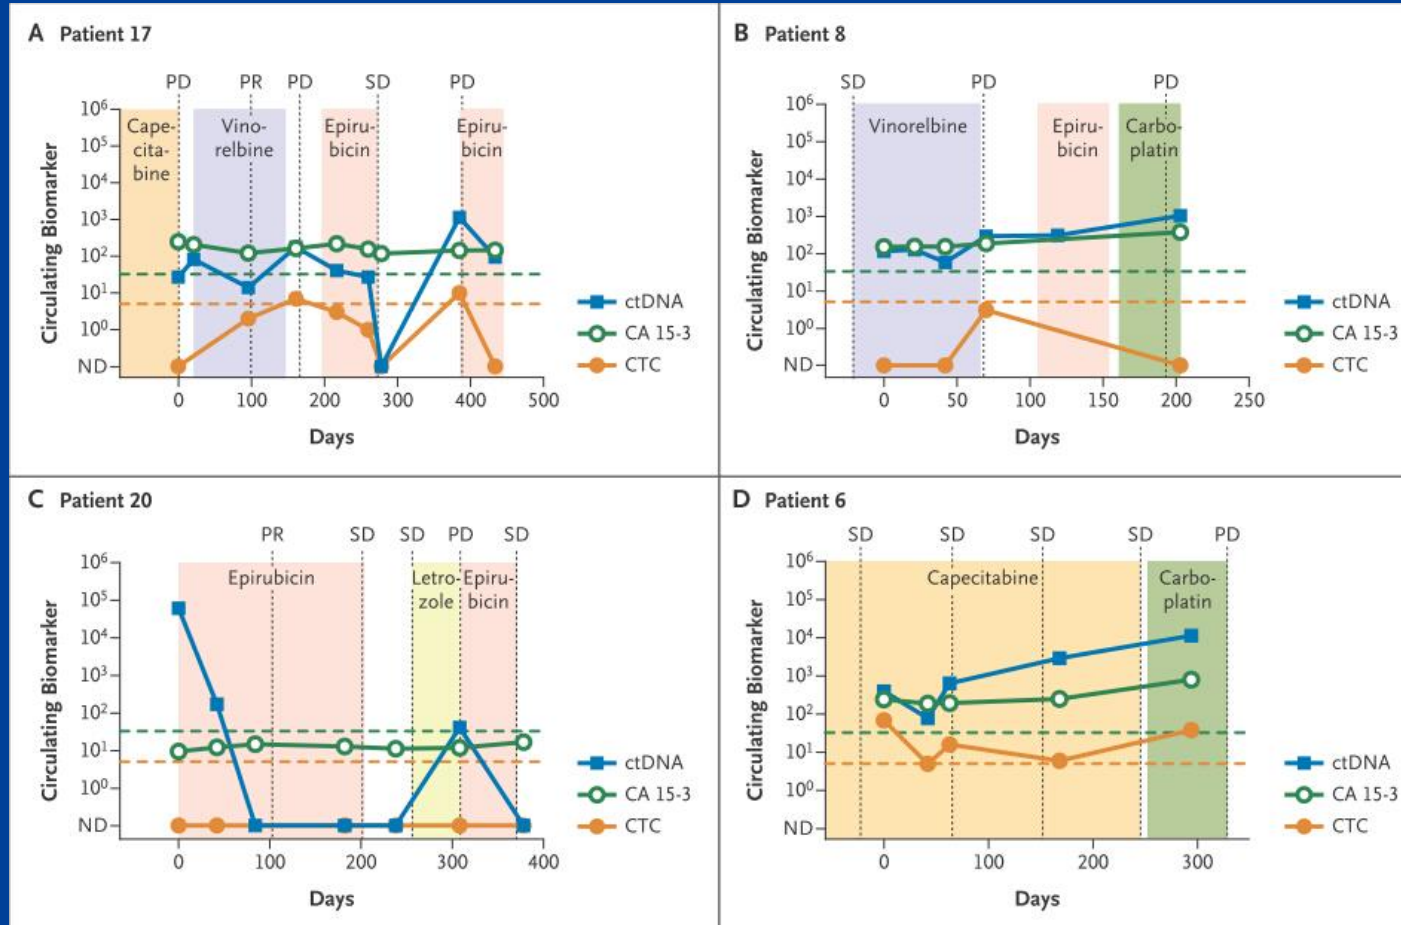 A Patient 17
PD PR PD SD PD
10⁶
10⁵
10⁴
10³
10²
10¹
10⁰
ND
Circulating Biomarker
Cape-
cita-
bine
Vino-
relbine
Epiru-
bicin
Epiru-
bicin
0 100 200 300 400 500
Days
ctDNA
CA 15-3
CTC
B Patient 8
SD PD PD
10⁶
10⁵
10⁴
10³
10²
10¹
10⁰
ND
Circulating Biomarker
Vinorelbine
Epiru-
bicin
Carbo-
platin
0 50 100 150 200 250
Days
ctDNA
CA 15-3
CTC
C Patient 20
PR SD SD PD SD
10⁶
10⁵
10⁴
10³
10²
10¹
10⁰
ND
Circulating Biomarker
Epirubicin
Letro-
zole
Epiru-
bicin
0 100 200 300 400
Days
ctDNA
CA 15-3
CTC
D Patient 6
SD SD SD SD PD
10⁶
10⁵
10⁴
10³
10²
10¹
10⁰
ND
Circulating Biomarker
Capecitabine
Carbo-
platin
0 100 200 300
Days
ctDNA
CA 15-3
CTC